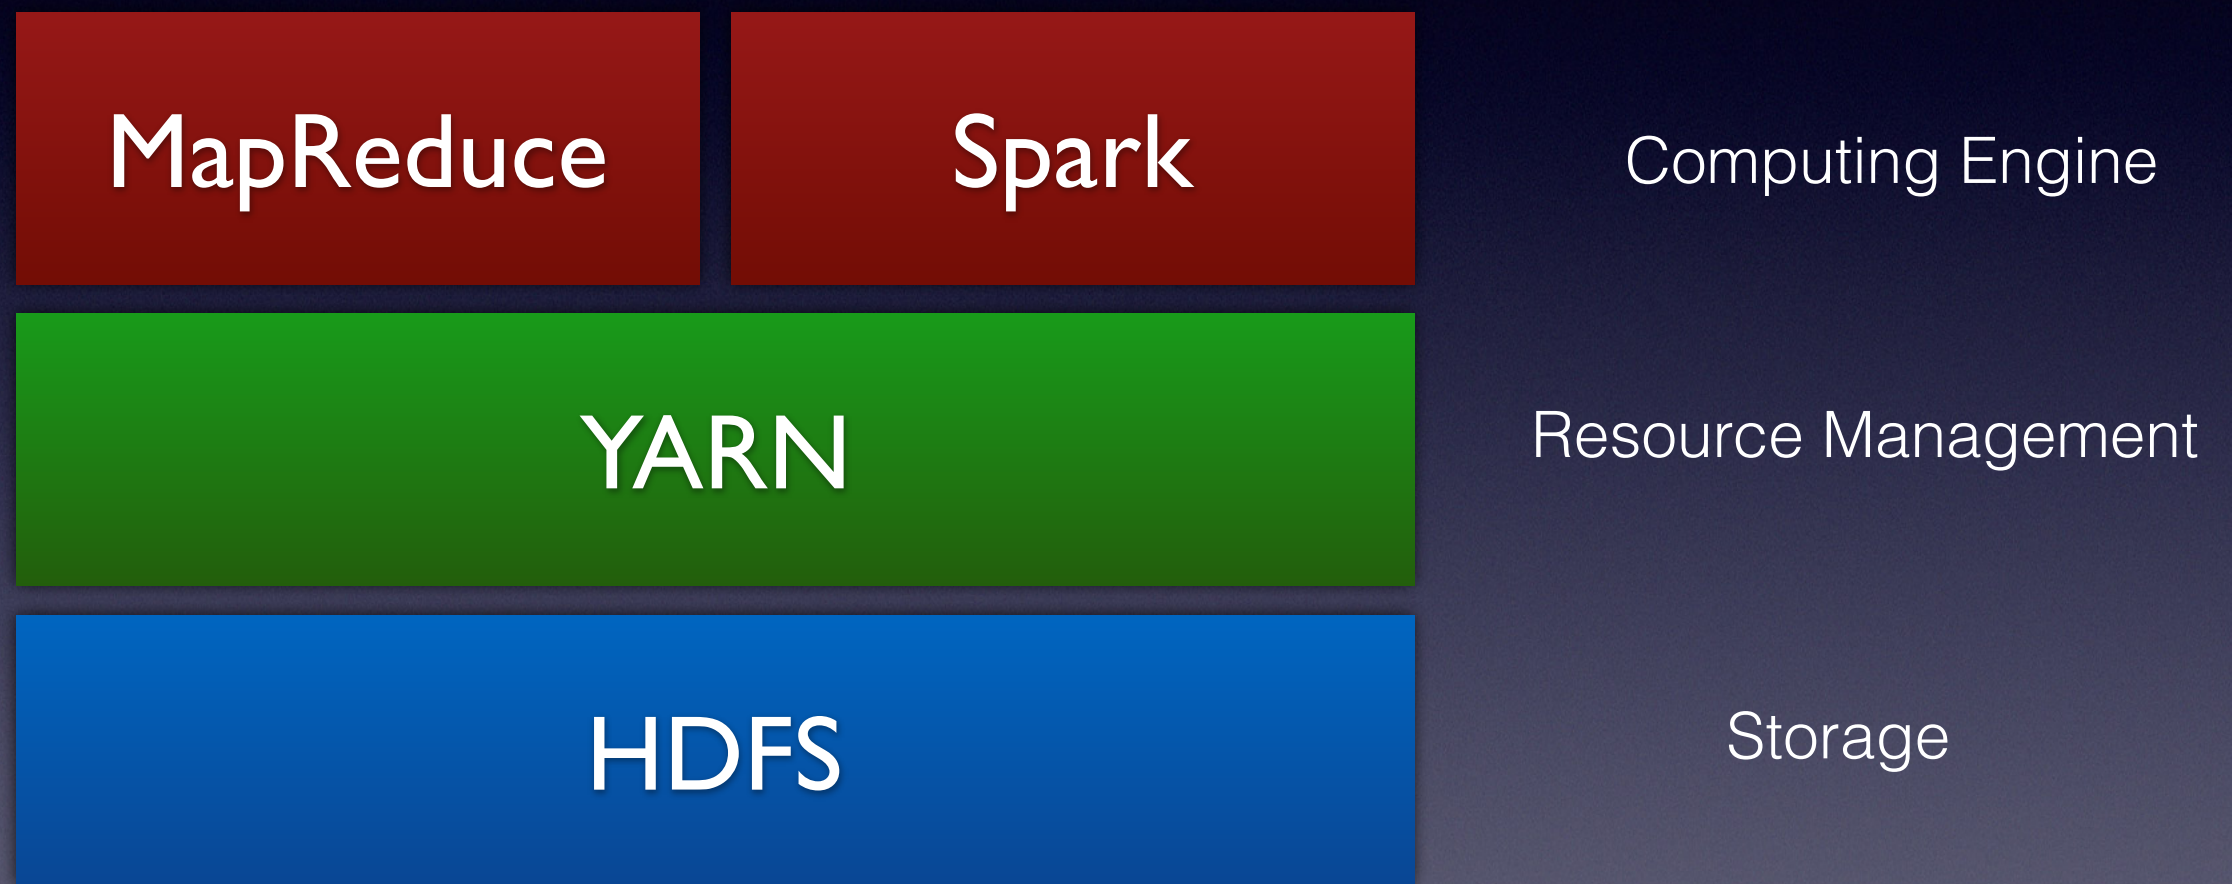 MapReduce
Spark
Computing Engine
YARN
Resource Management
HDFS
Storage